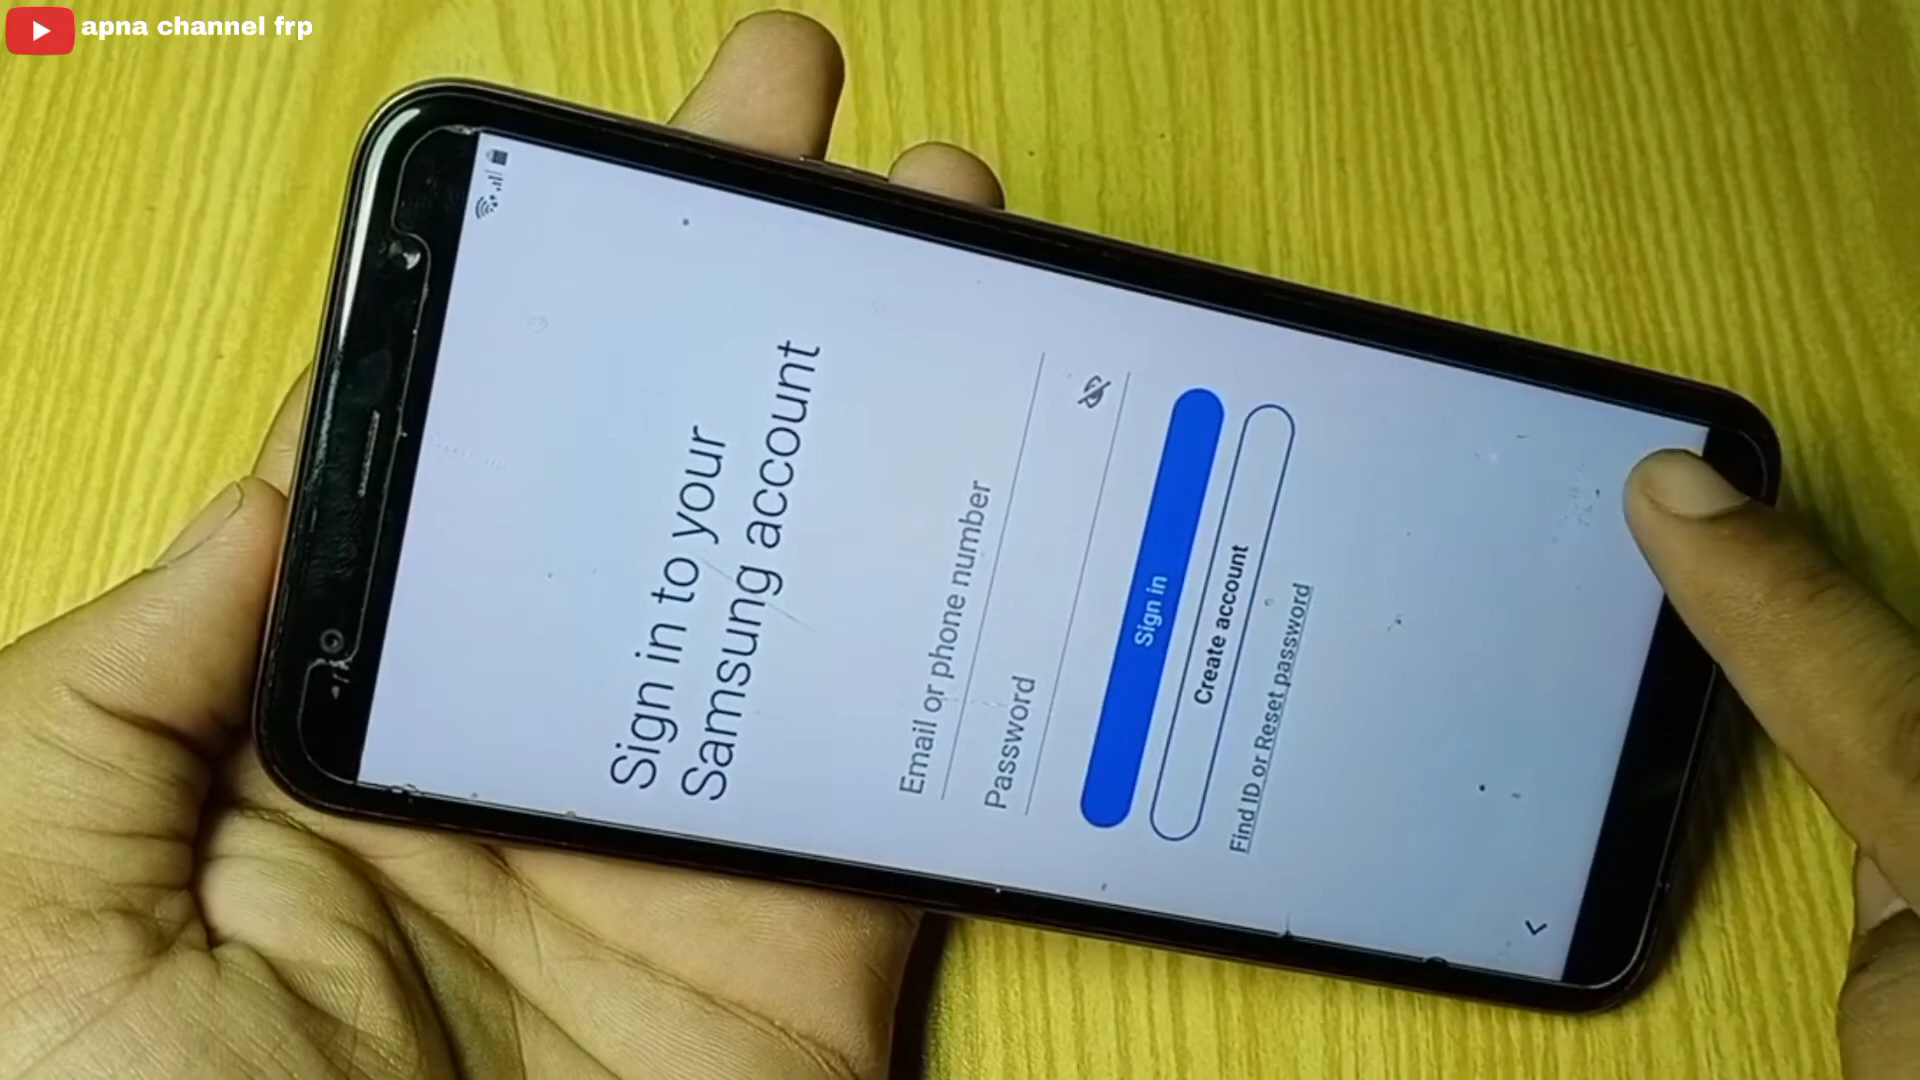 apna channel frp
Sign in to your
Samsung account
Email or phone number
Password
Sign in
Create account
Find ID or Reset password